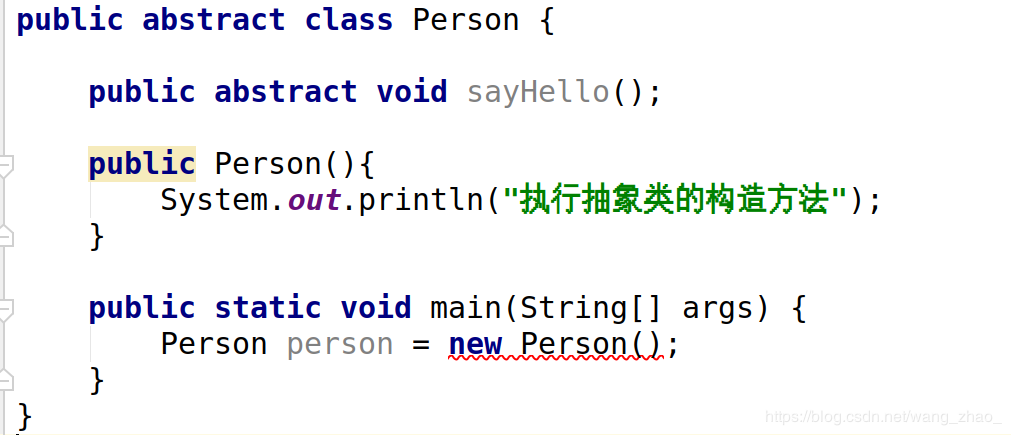 public abstract class Person {
public abstract void sayHello();
public Person(){
System.out.println("执行抽象类的构造方法");
}
public static void main(String[] args) {
Person person = new Person();
}
}
https://blog.csdn.net/wang_zhao_